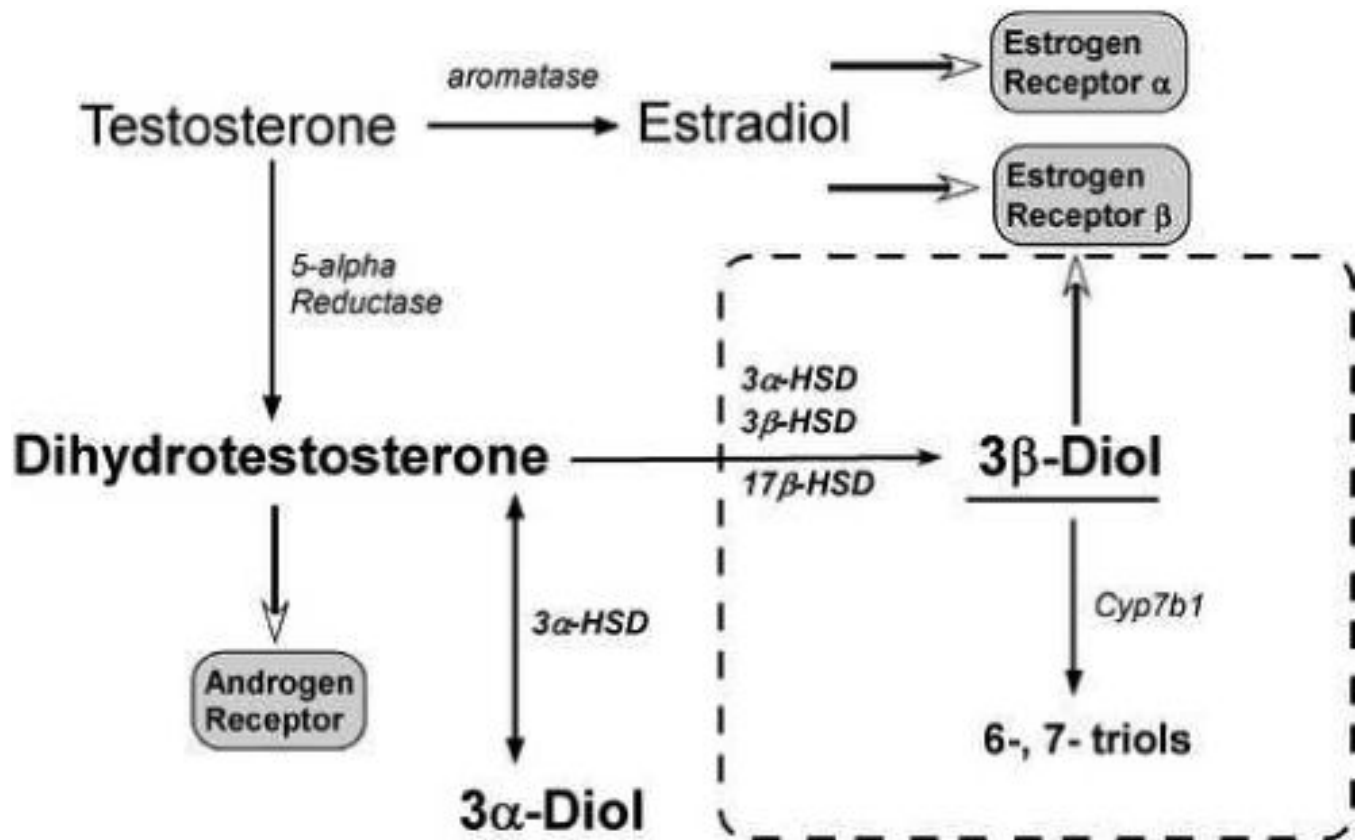 aromatase
Testosterone
Estradiol
Estrogen
Receptor α
Estrogen
Receptor β
5-alpha
Reductase
3α-HSD
3β-HSD
17β-HSD
Dihydrotestosterone
3β-Diol
3α-HSD
Cyp7b1
Androgen
Receptor
6-, 7- triols
3α-Diol